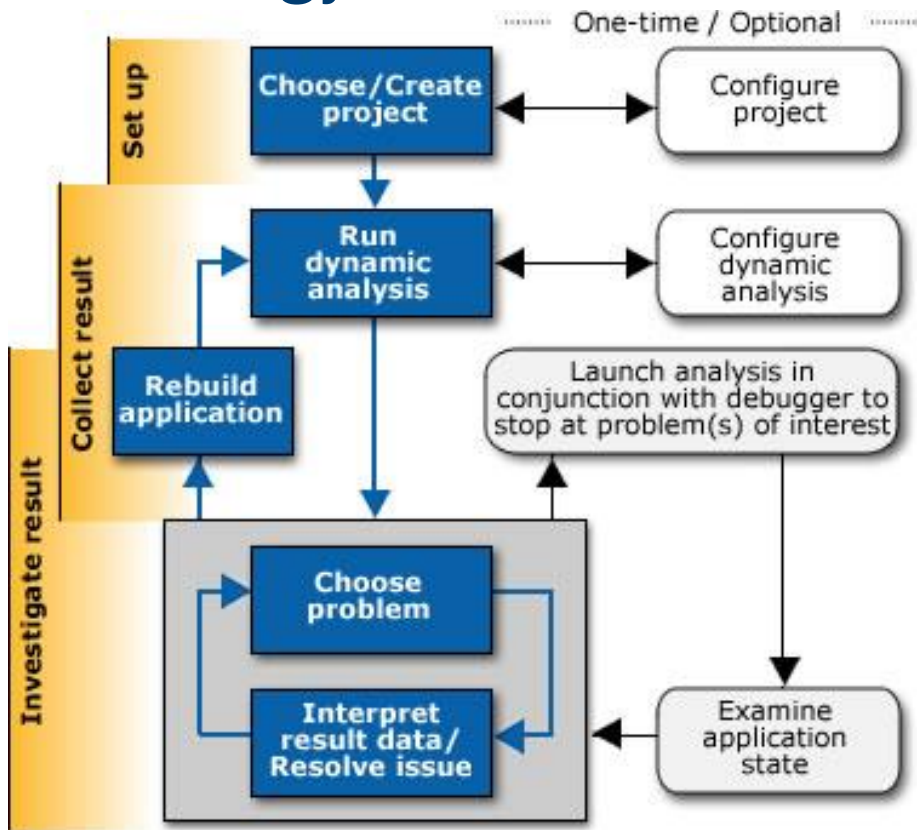 One-time / Optional
Set up
Choose/Create
project
Configure
project
Collect result
Run
dynamic
analysis
Configure
dynamic
analysis
Investigate result
Rebuild
application
Launch analysis in
conjunction with debugger to
stop at problem(s) of interest
Choose
problem
Interpret
result data/
Resolve issue
Examine
application
state